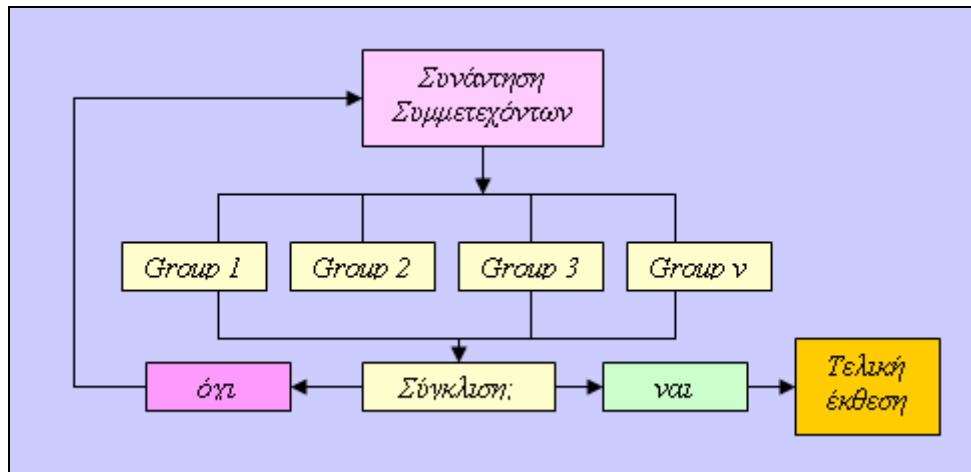 Συνάντηση
Συμμετεχόντων
Group 1
Group 2
Group 3
Group ν
όχι
Σύγκλιση;
ναι
Τελική
έκθεση